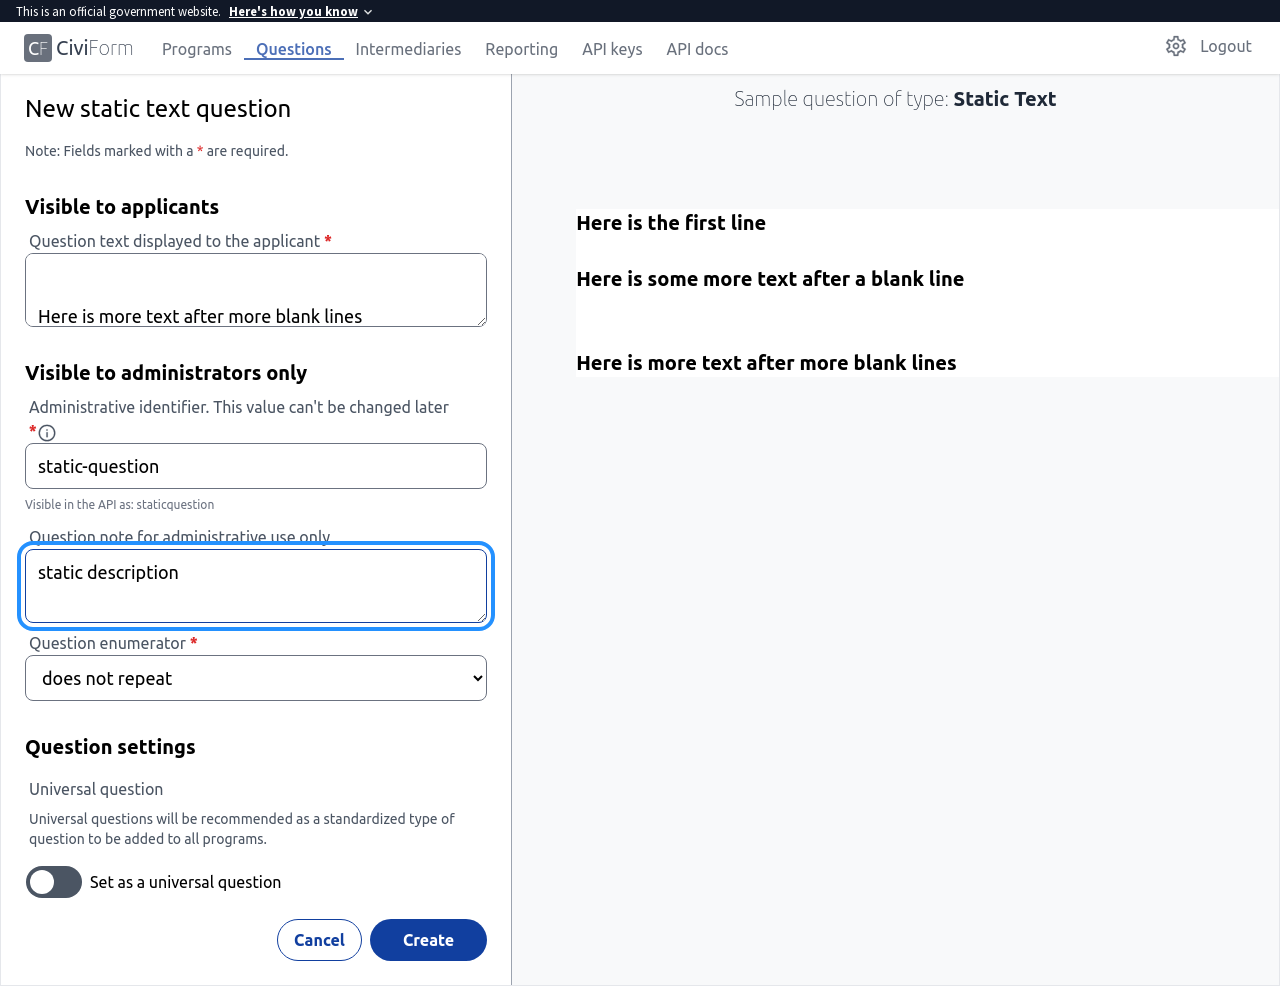 This is an official government website. Here's how you know
CF CiviForm Programs Questions Intermediaries Reporting API keys API docs Logout
New static text question
Note: Fields marked with a * are required.
Visible to applicants
Question text displayed to the applicant *
Here is more text after more blank lines
Visible to administrators only
Administrative identifier. This value can't be changed later
*
static-question
Visible in the API as: staticquestion
Question note for administrative use only
static description
Question enumerator *
does not repeat
Question settings
Universal question
Universal questions will be recommended as a standardized type of
question to be added to all programs.
Set as a universal question
Cancel Create
Sample question of type: Static Text
Here is the first line
Here is some more text after a blank line
Here is more text after more blank lines